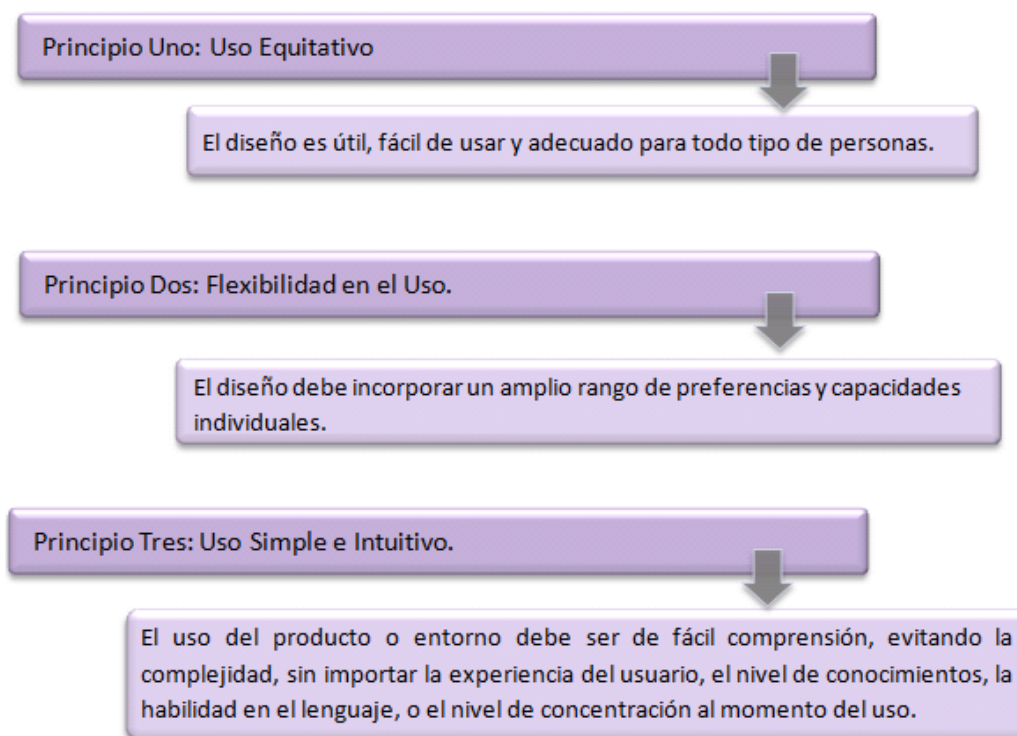 Principio Uno: Uso Equitativo
El diseño es útil, fácil de usar y adecuado para todo tipo de personas.
Principio Dos: Flexibilidad en el Uso.
El diseño debe incorporar un amplio rango de preferencias y capacidades
individuales.
Principio Tres: Uso Simple e Intuitivo.
El uso del producto o entorno debe ser de fácil comprensión, evitando la
complejidad, sin importar la experiencia del usuario, el nivel de conocimientos, la
habilidad en el lenguaje, o el nivel de concentración al momento del uso.